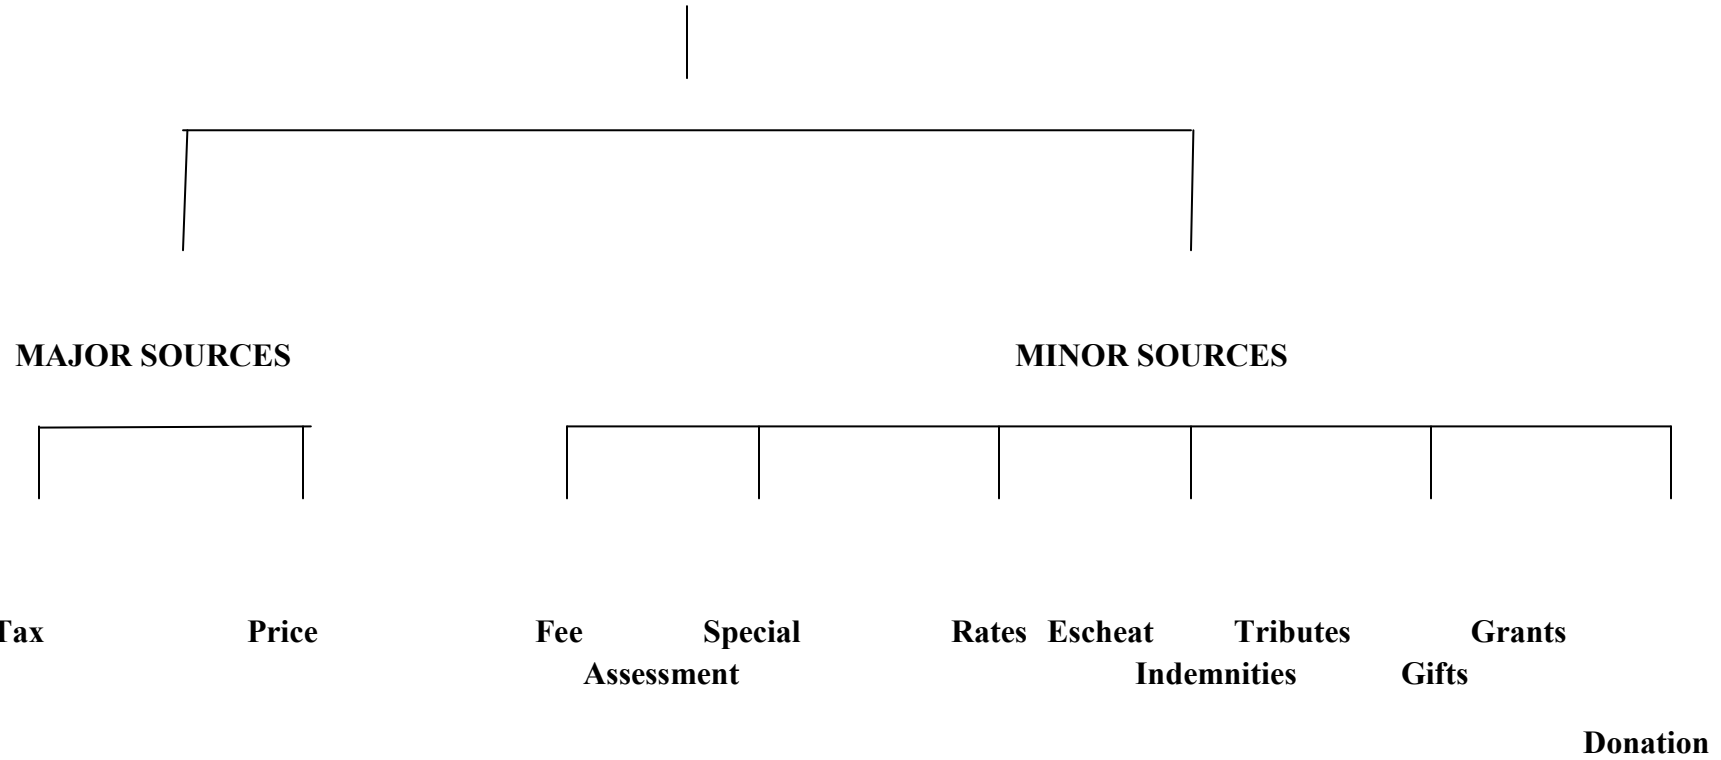 MAJOR SOURCES MINOR SOURCES
Tax Price Fee Special Rates Escheat Tributes Grants
Assessment Indemnities Gifts
Donation